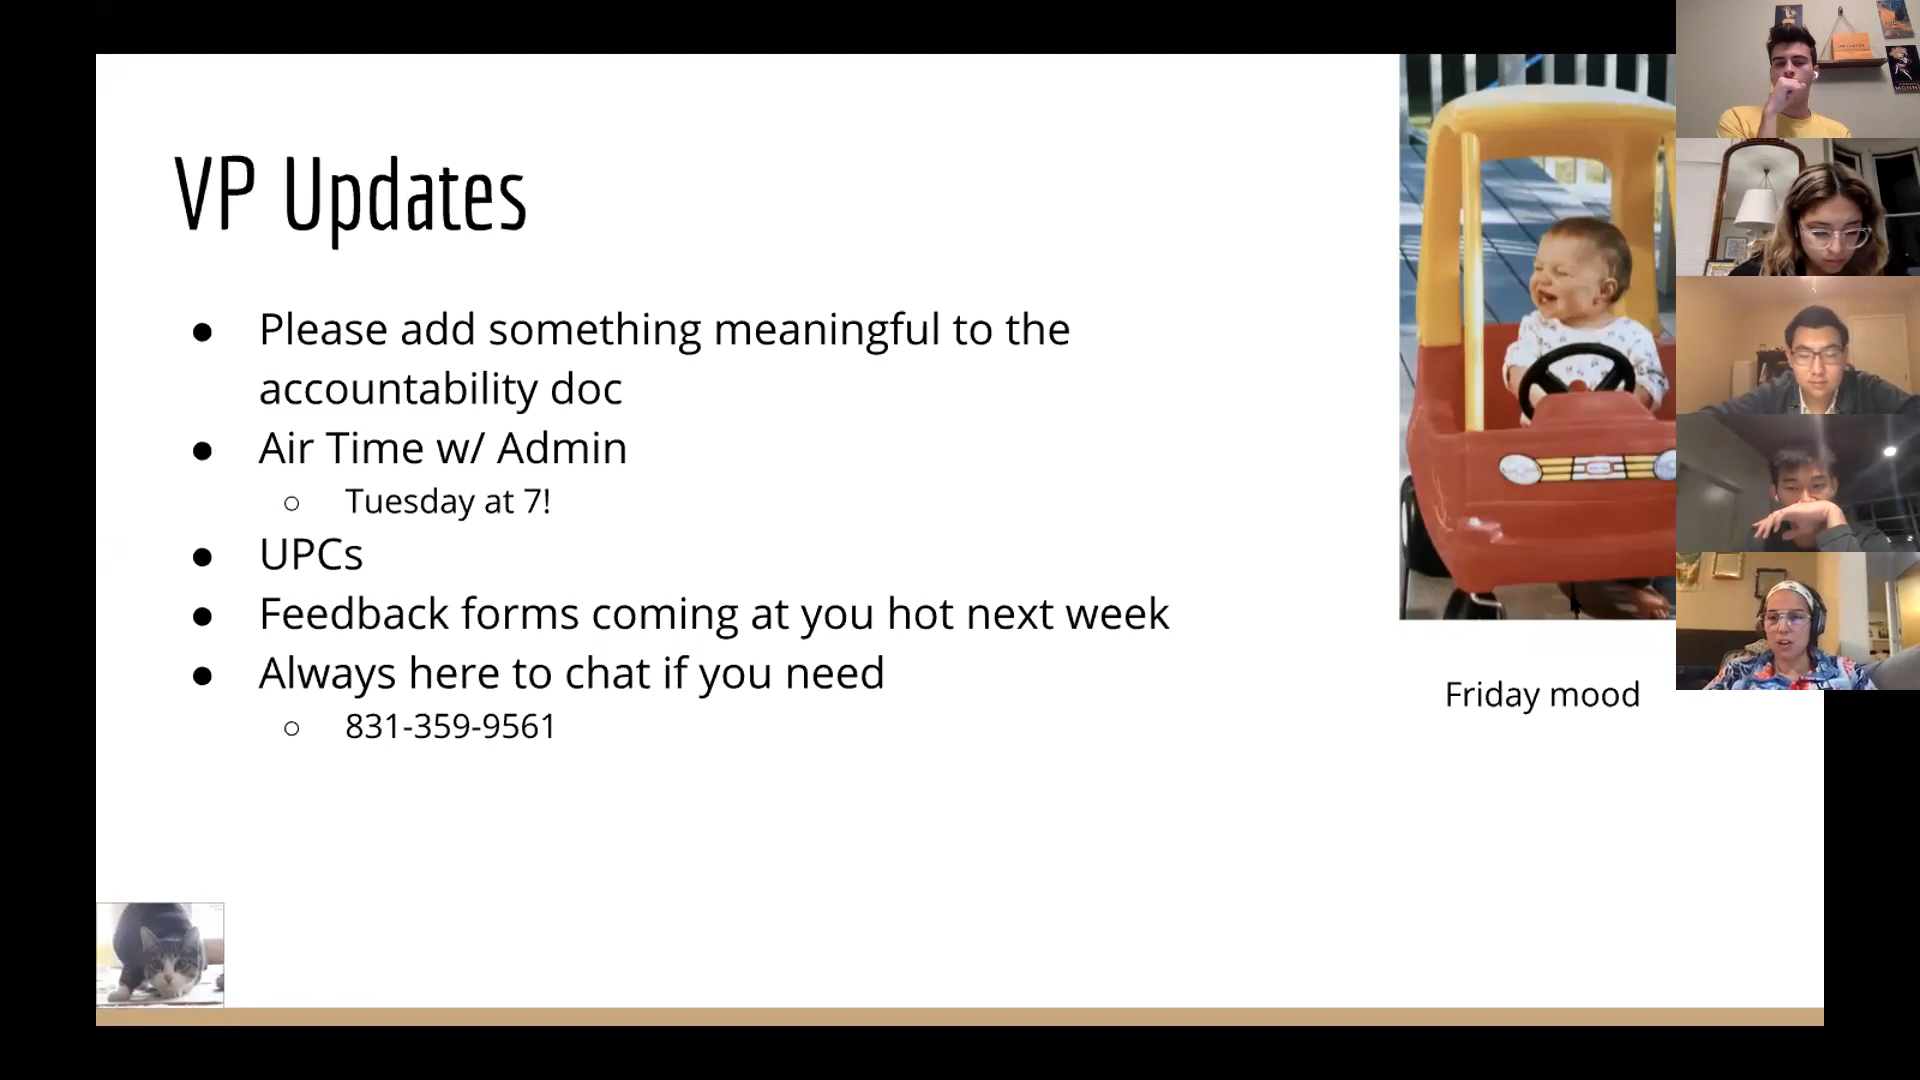 VP Updates
● Please add something meaningful to the
accountability doc
● Air Time w/ Admin
○ Tuesday at 7!
● UPCs
● Feedback forms coming at you hot next week
● Always here to chat if you need
○ 831-359-9561
Friday mood